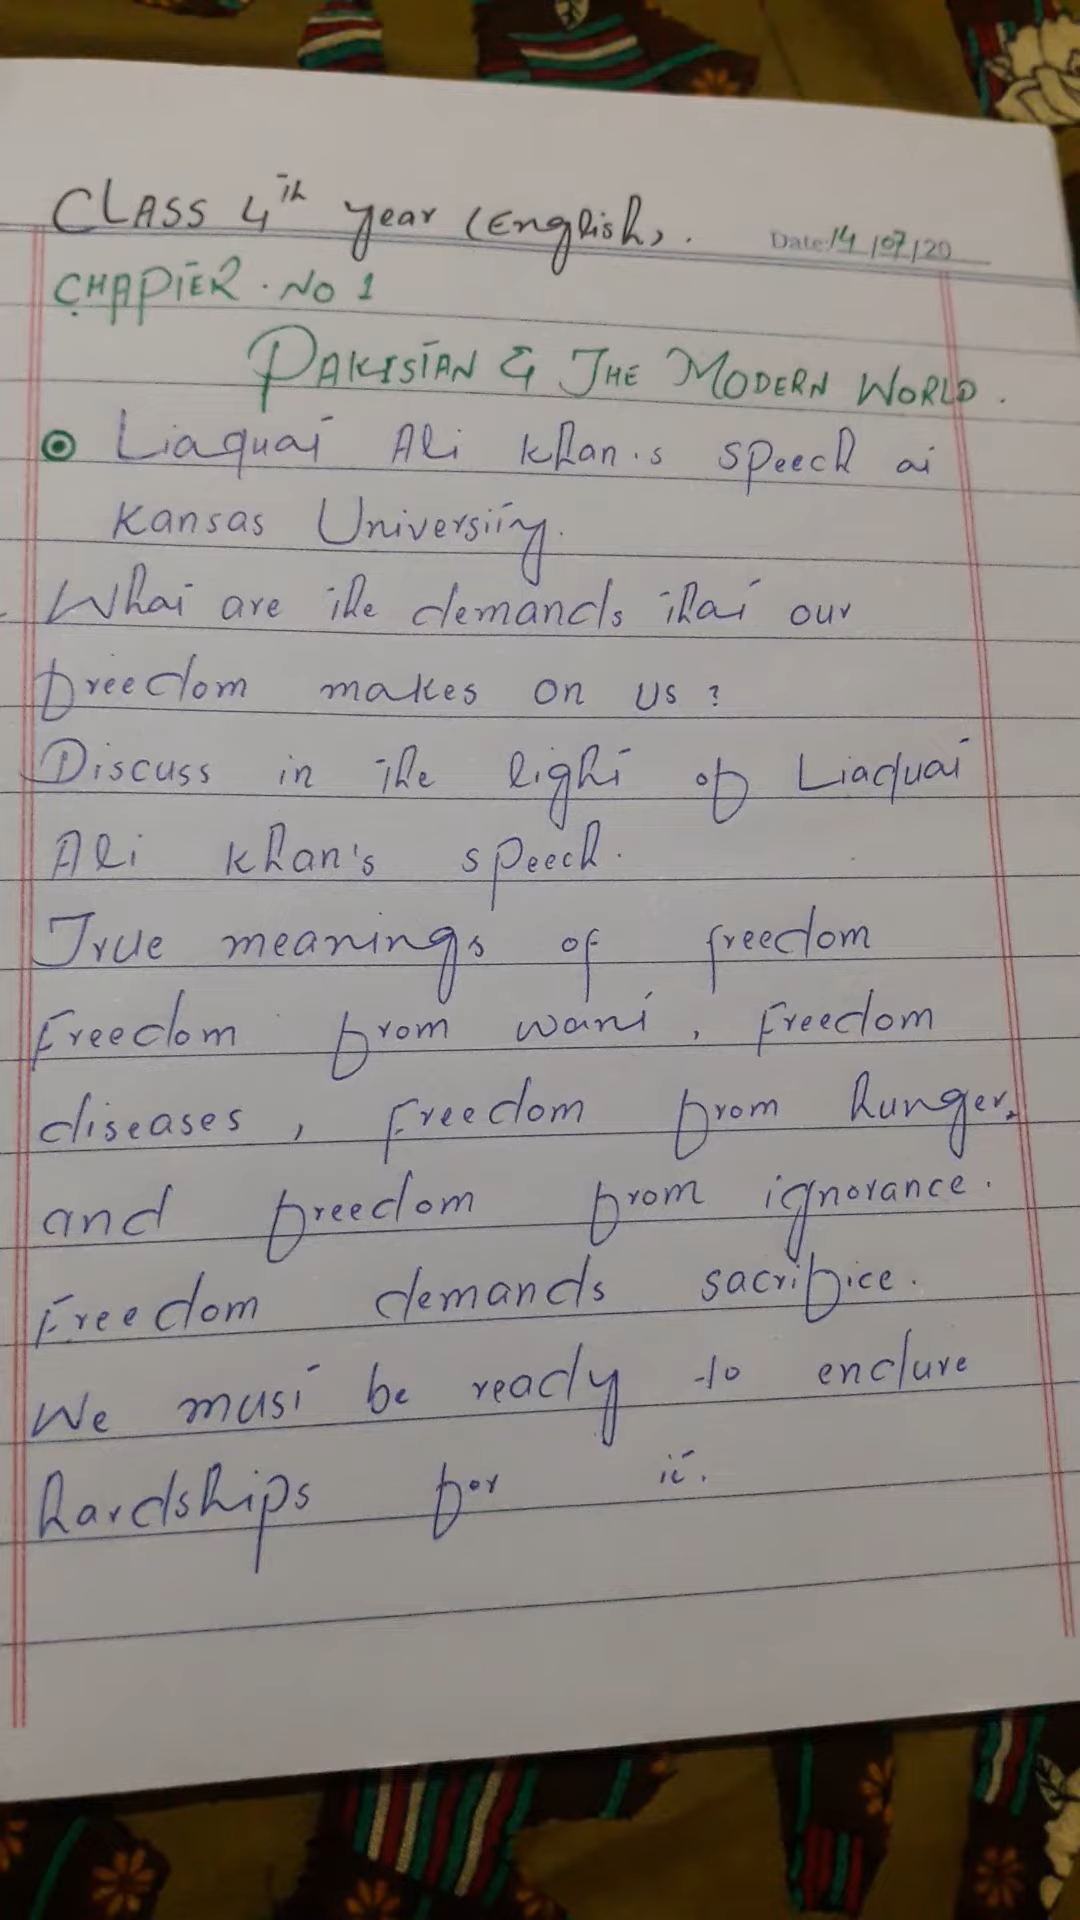 CLASS 4th year (English).
Date: 14/07/20
CHAPTER. NO 1
PAKISTAN & THE MODERN WORLD.
Liaquat Ali Khan.s speech at
Kansas University.
What are the demands that our
freedom makes on us?
Discuss in the light of Liaquat
Ali Khan's speech.
True meanings of freedom
Freedom from want, Freedom
diseases, Freedom from hunger,
and freedom from ignorance.
Freedom demands sacrifice.
We must be ready to endure
hardships for it.